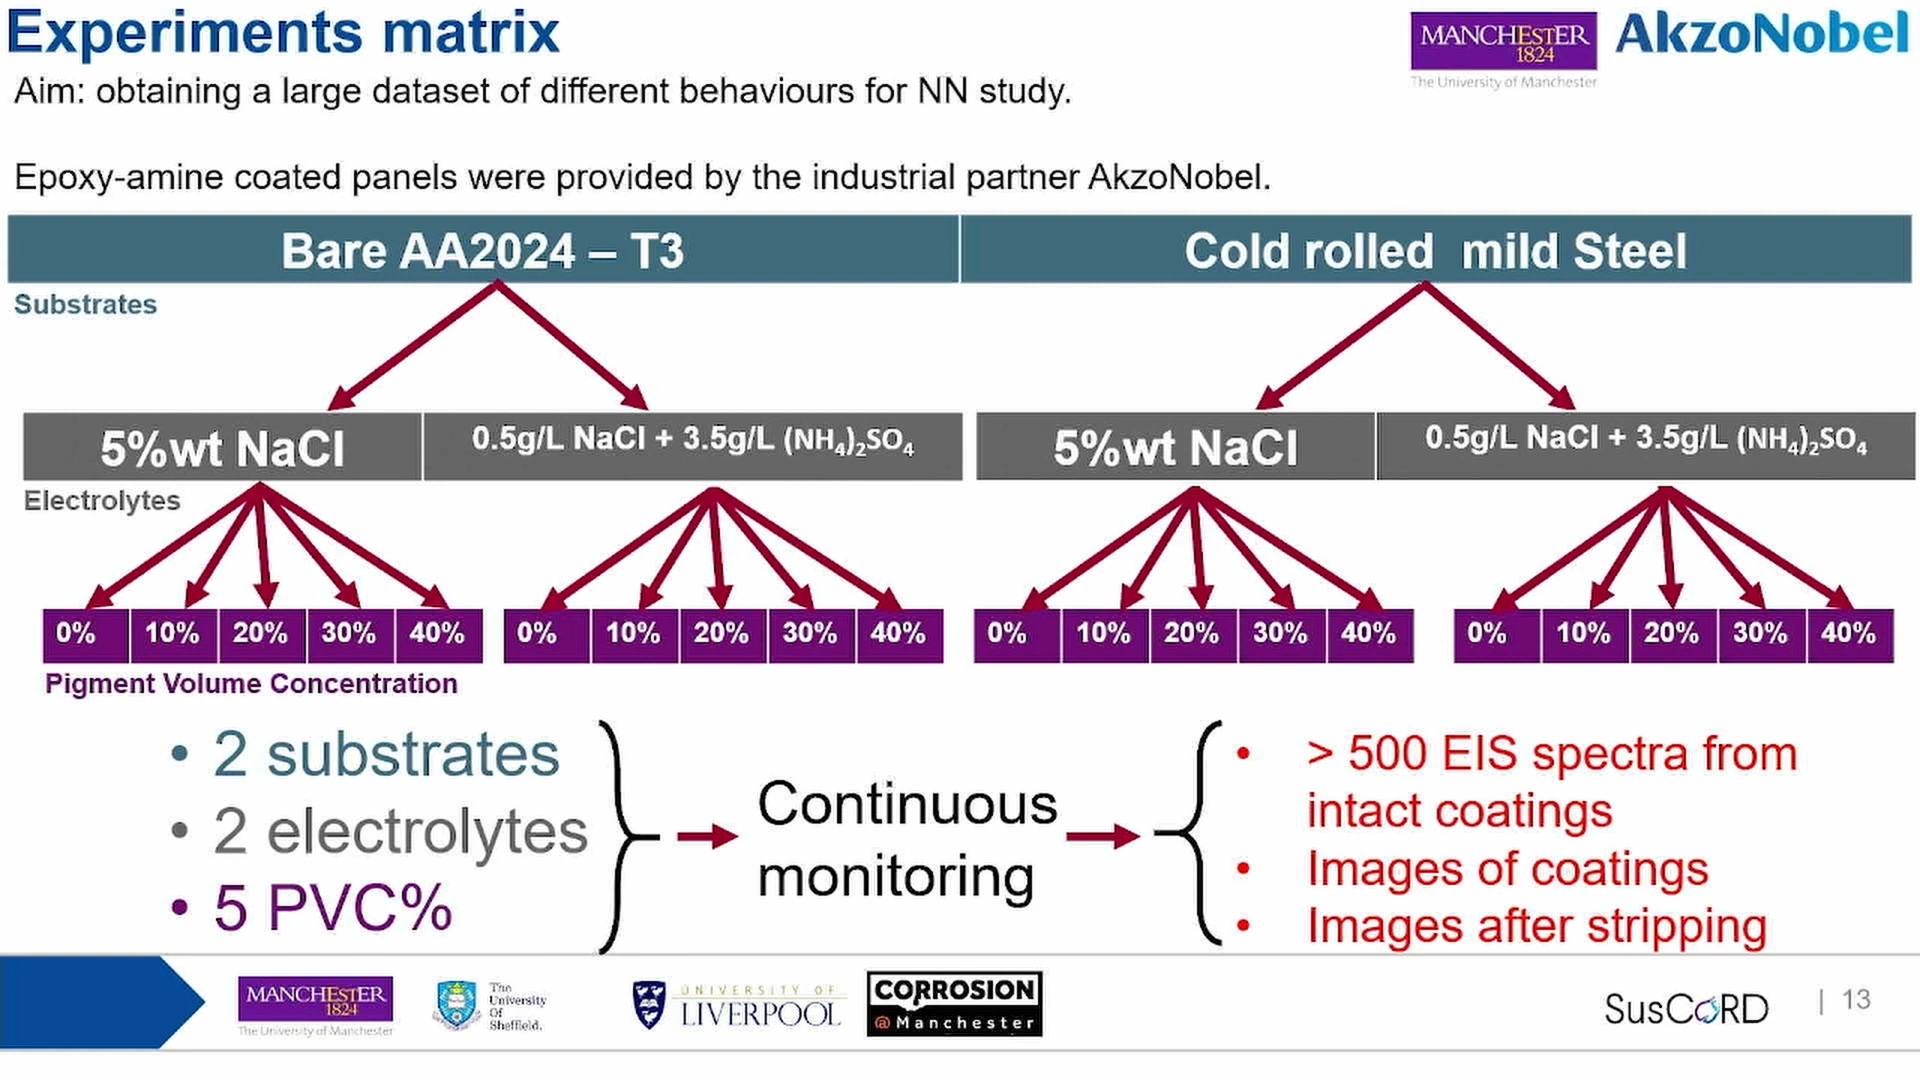 Experiments matrix
MANCHESTER
1824
The University of Manchester
AkzoNobel
Aim: obtaining a large dataset of different behaviours for NN study.
Epoxy-amine coated panels were provided by the industrial partner AkzoNobel.
Bare AA2024 – T3
Cold rolled mild Steel
Substrates
5%wt NaCl
0.5g/L NaCl + 3.5g/L (NH₄)₂SO₄
5%wt NaCl
0.5g/L NaCl + 3.5g/L (NH₄)₂SO₄
Electrolytes
0% 10% 20% 30% 40%
0% 10% 20% 30% 40%
0% 10% 20% 30% 40%
0% 10% 20% 30% 40%
Pigment Volume Concentration
• 2 substrates
• 2 electrolytes
• 5 PVC%
Continuous
monitoring
• > 500 EIS spectra from
intact coatings
• Images of coatings
• Images after stripping
MANCHESTER
1824
The University of Manchester
The
University
Of
Sheffield.
UNIVERSITY OF
LIVERPOOL
CORROSION
@Manchester
SusCoRD
| 13